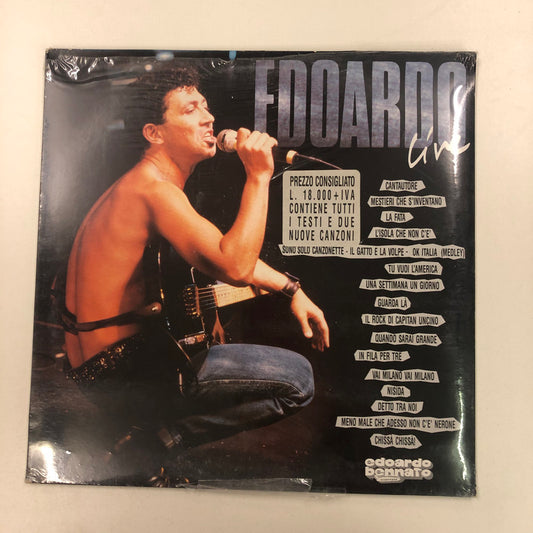 EDOARDO
live
PREZZO CONSIGLIATO
L. 18.000 + IVA
CONTIENE TUTTI
I TESTI E DUE
NUOVE CANZONI
CANTAUTORE
MESTIERI CHE S'INVENTANO
LA FATA
L'ISOLA CHE NON C'È
SONO SOLO CANZONETTE - IL GATTO E LA VOLPE - OK ITALIA (MEDLEY)
TU VUOI L'AMERICA
UNA SETTIMANA UN GIORNO
GUARDA LÀ
IL ROCK DI CAPITAN UNCINO
QUANDO SARAI GRANDE
IN FILA PER TRE
VAI MILANO VAI MILANO
NISIDA
DETTO TRA NOI
MENO MALE CHE ADESSO NON C'E' NERONE
CHISSÀ CHISSÀ!
edoardo
bennato